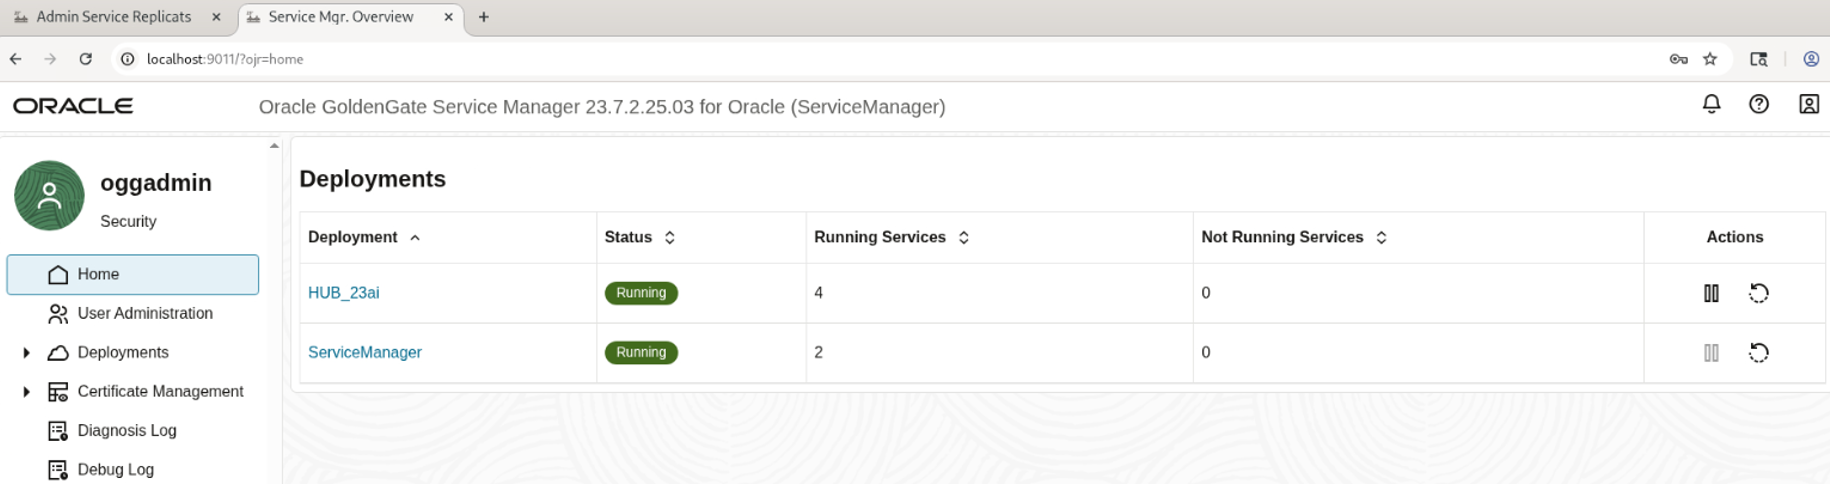 Admin Service Replicats
Service Mgr. Overview
localhost:9011/?ojr=home
ORACLE
Oracle GoldenGate Service Manager 23.7.2.25.03 for Oracle (ServiceManager)
oggadmin
Security
Home
User Administration
Deployments
Certificate Management
Diagnosis Log
Debug Log
Deployments
Deployment Status Running Services Not Running Services Actions
HUB_23ai Running 4 0
ServiceManager Running 2 0